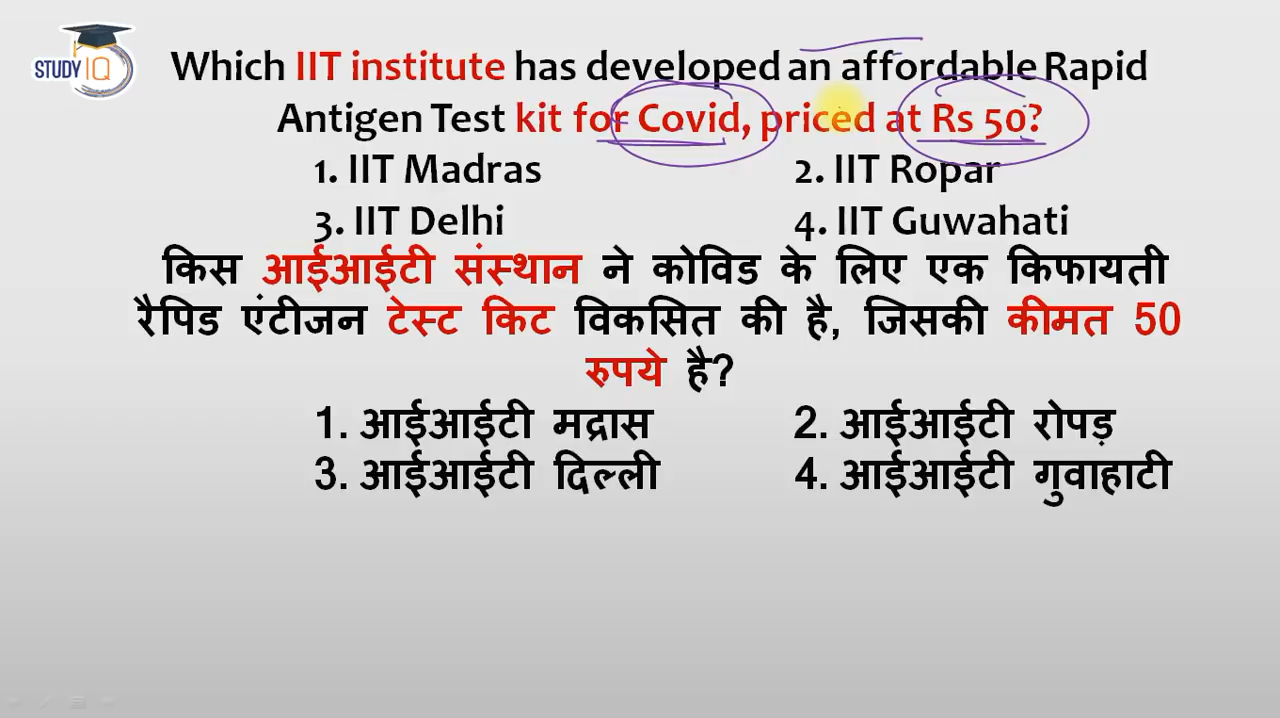 STUDY IQ
Which IIT institute has developed an affordable Rapid
Antigen Test kit for Covid, priced at Rs 50?
1. IIT Madras 2. IIT Ropar
3. IIT Delhi 4. IIT Guwahati
किस आईआईटी संस्थान ने कोविड के लिए एक किफायती
रैपिड एंटीजन टेस्ट किट विकसित की है, जिसकी कीमत 50
रुपये है?
1. आईआईटी मद्रास 2. आईआईटी रोपड़
3. आईआईटी दिल्ली 4. आईआईटी गुवाहाटी